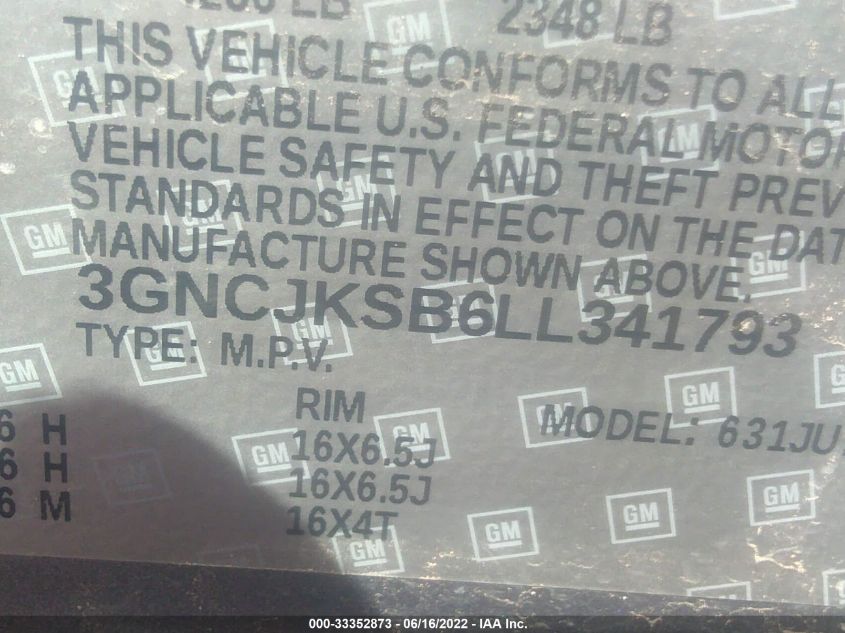 2348 LB
THIS VEHICLE CONFORMS TO ALL
APPLICABLE U.S. FEDERAL MOTOR
VEHICLE SAFETY AND THEFT PREV
STANDARDS IN EFFECT ON THE DAT
MANUFACTURE SHOWN ABOVE.
3GNCJKSB6LL341793
TYPE: M.P.V.
RIM
MODEL: 631JU
6 H 16X6.5J
6 H 16X6.5J
6 M 16X4T
GM
000-33352873 - 06/16/2022 - IAA Inc.